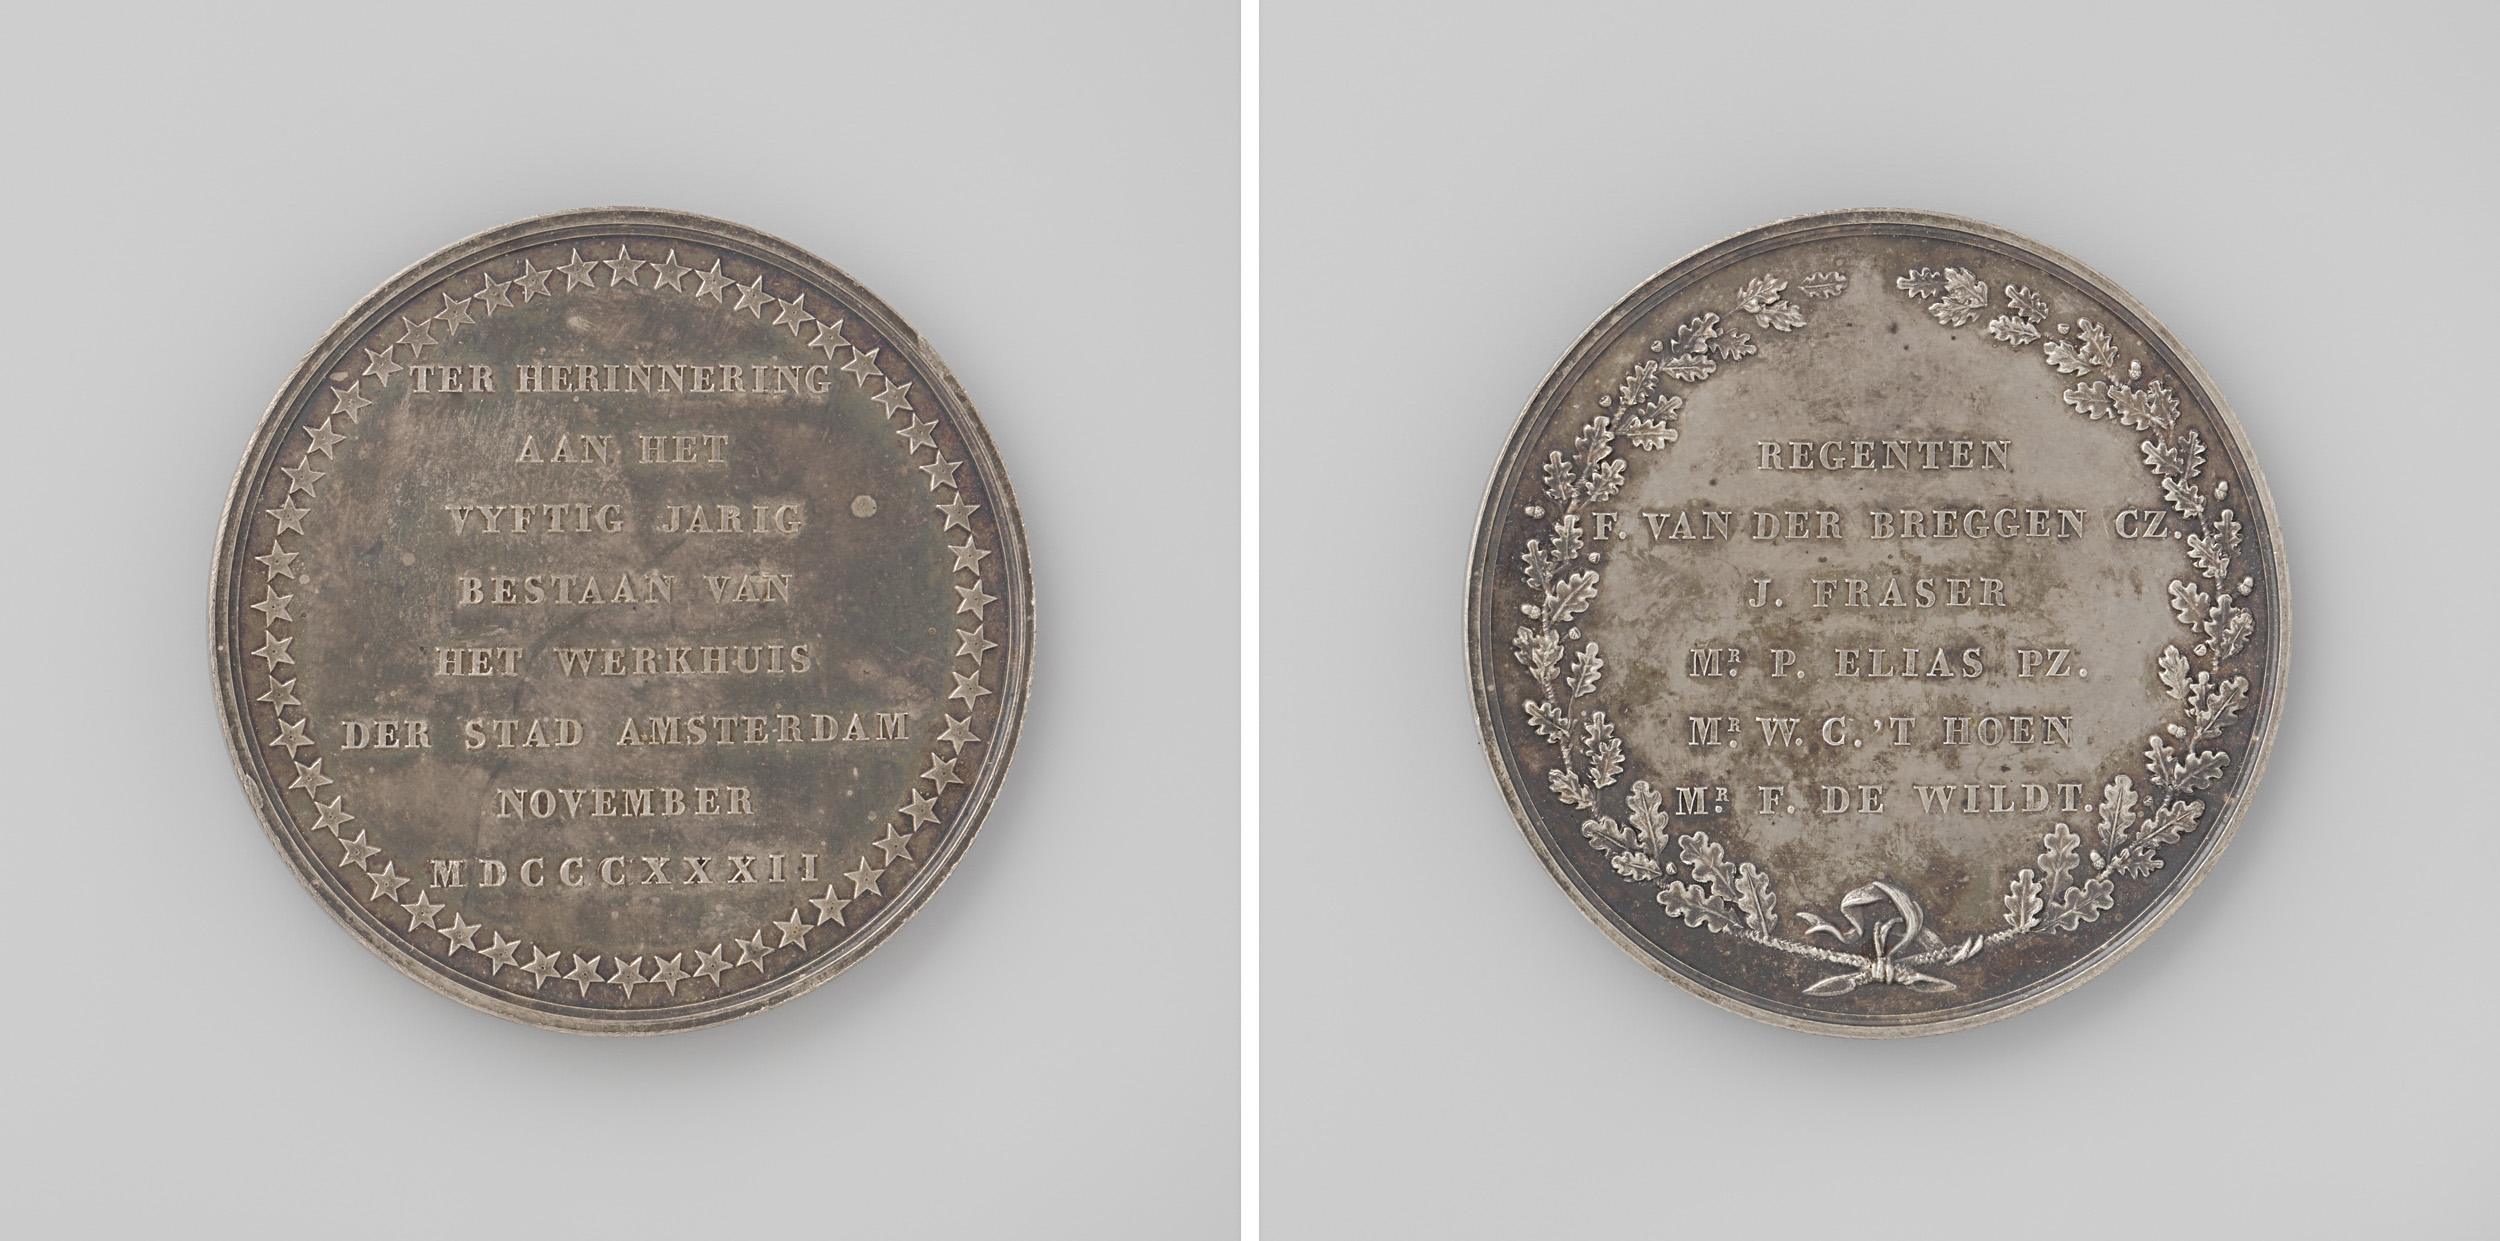 TER HERINNERING
AAN HET
VYFTIG JARIG
BESTAAN VAN
HET WERKHUIS
DER STAD AMSTERDAM
NOVEMBER
MDCCCXXXII
REGENTEN
F. VAN DER BREGGEN CZ.
J. FRASER
MR. P. ELIAS PZ.
MR. W. C. 'T HOEN
MR. F. DE WILDT.